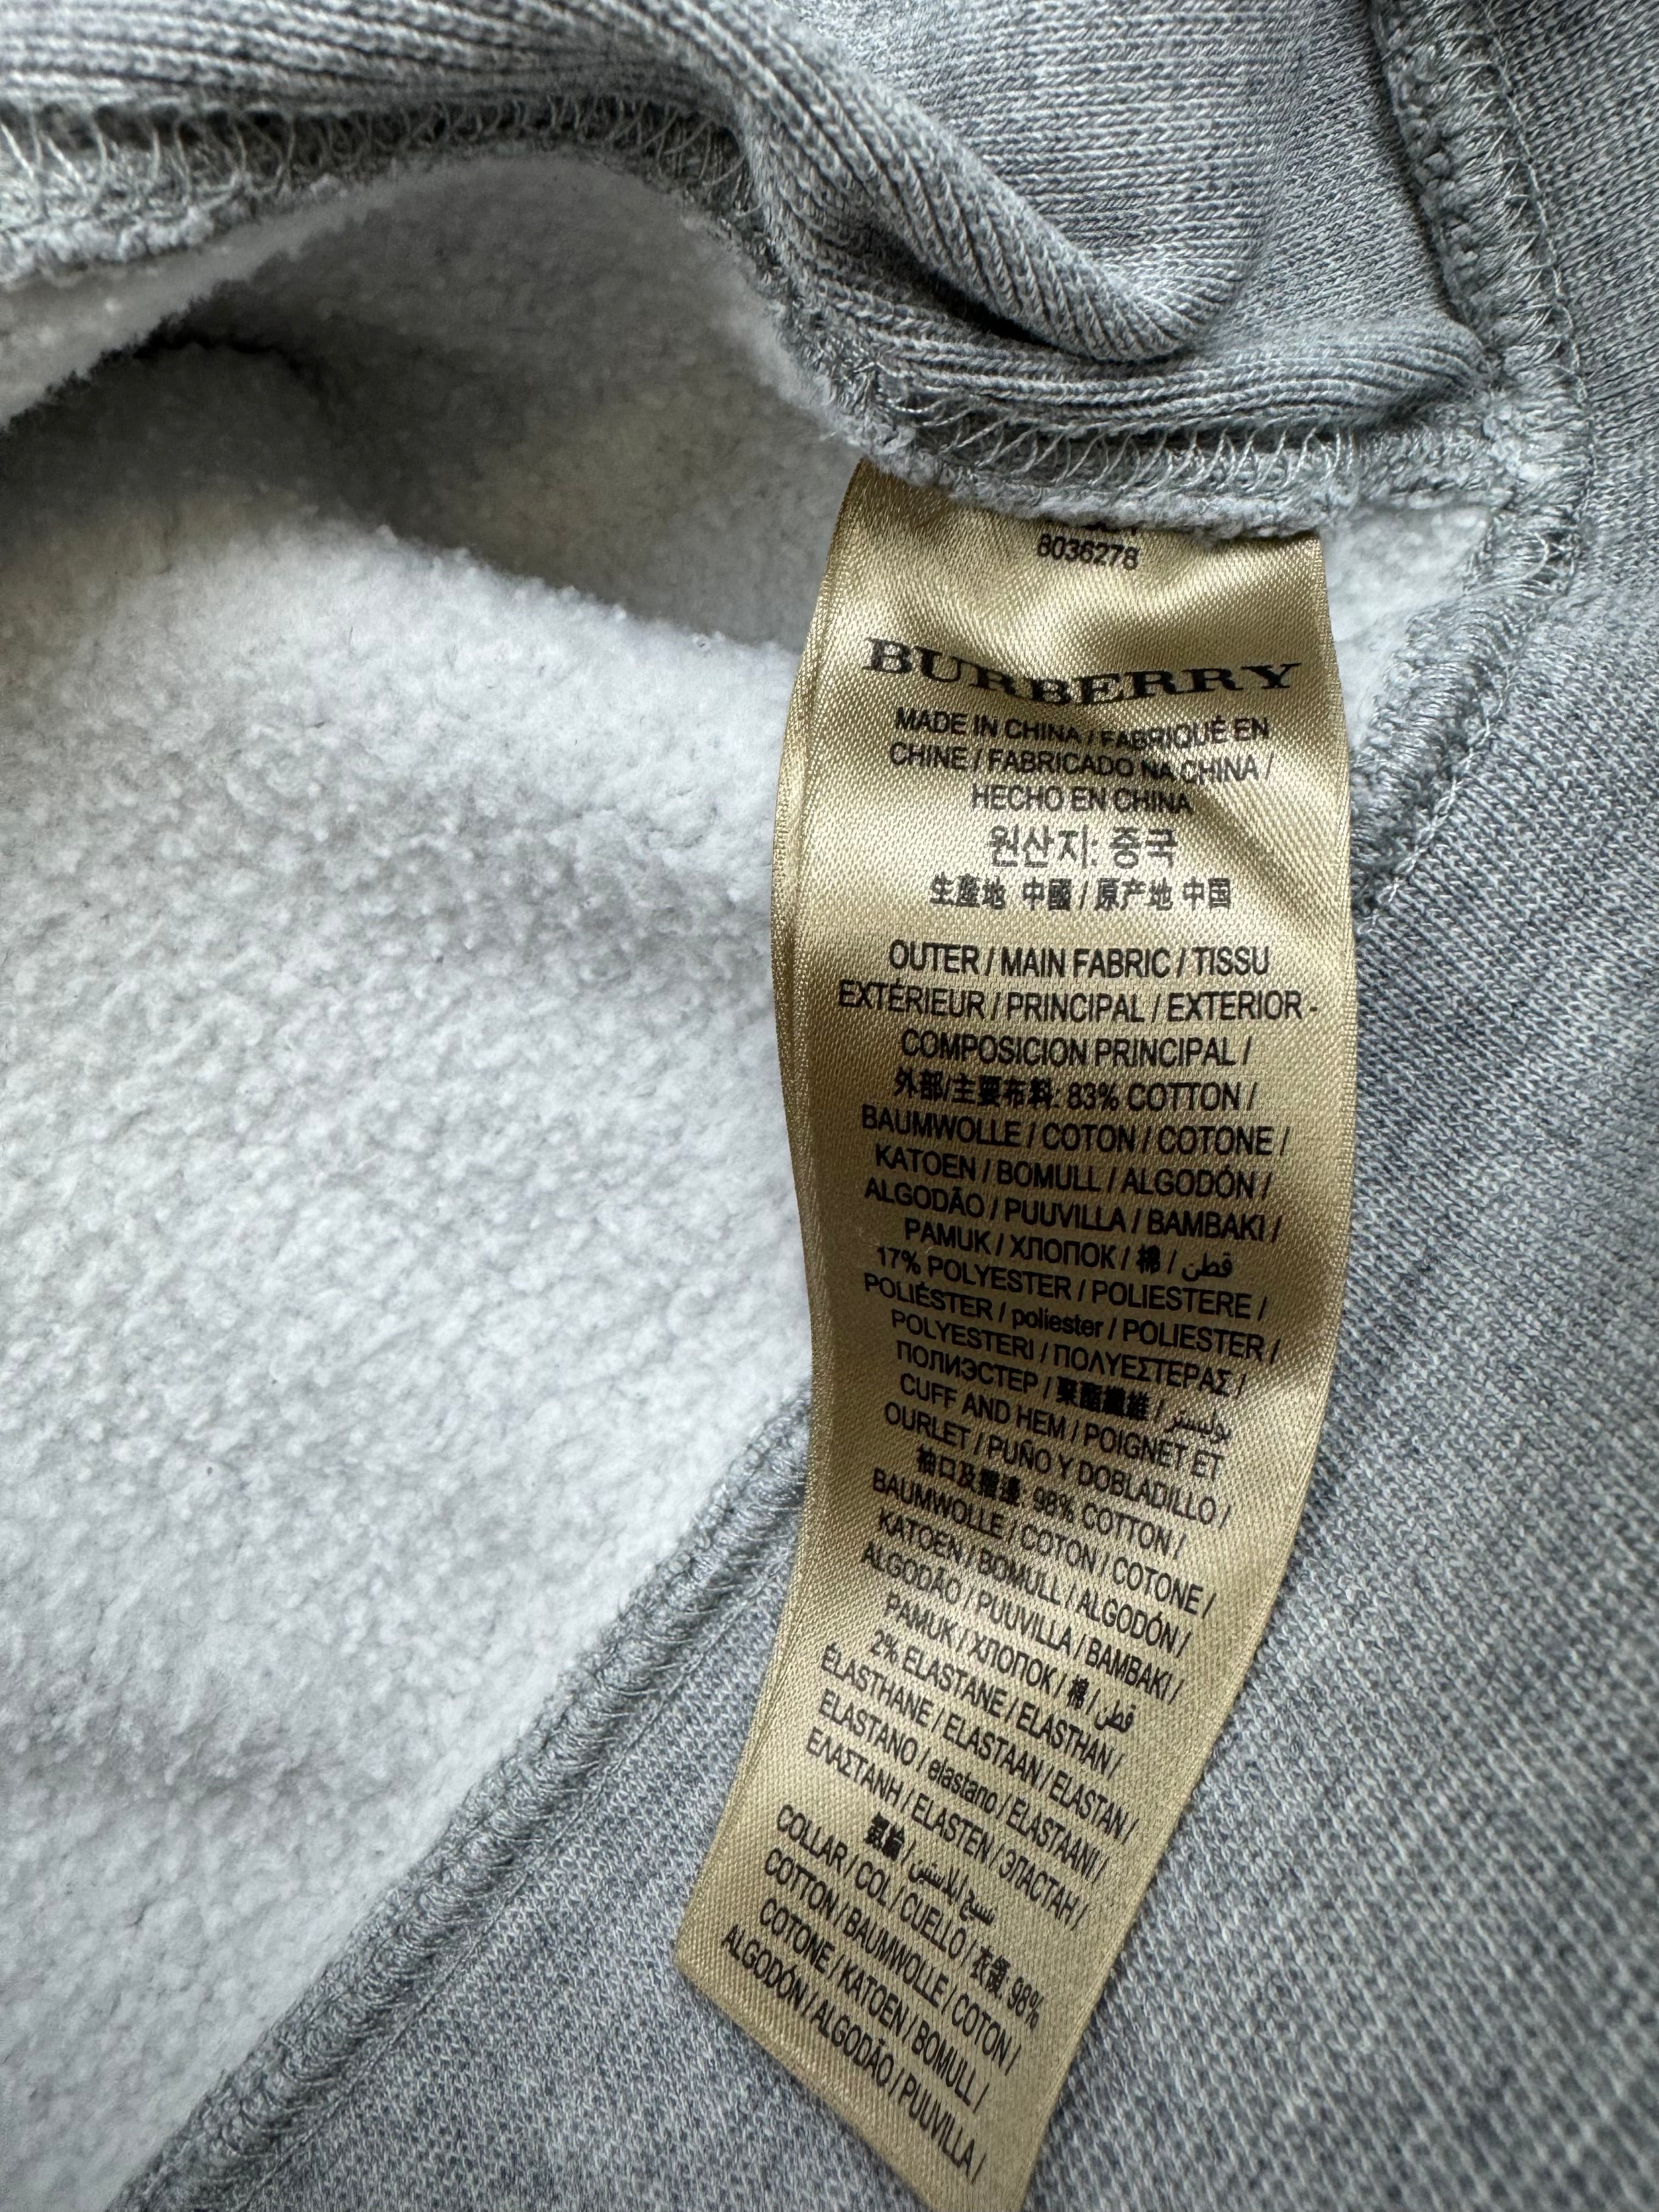 8036278
BURBERRY
MADE IN CHINA / FABRIQUÉ EN
CHINE / FABRICADO NA CHINA /
HECHO EN CHINA
원산지: 중국
生產地 中國 / 原产地 中国
OUTER / MAIN FABRIC / TISSU
EXTÉRIEUR / PRINCIPAL / EXTERIOR -
COMPOSICION PRINCIPAL /
外部/主要布料: 83% COTTON /
BAUMWOLLE / COTON / COTONE /
KATOEN / BOMULL / ALGODÓN /
ALGODÃO / PUUVILLA / BAMBAKI /
PAMUK / ХЛОПОК / 棉 / قطن
17% POLYESTER / POLIESTERE /
POLIÉSTER / poliester / POLIESTER /
POLYESTERI / ΠΟΛΥΕΣΤΕΡΑΣ /
ПОЛИЭСТЕР / 聚酯纖維 / بوليستر
CUFF AND HEM / POIGNET ET
OURLET / PUÑO Y DOBLADILLO /
袖口及摺邊: 98% COTTON /
BAUMWOLLE / COTON / COTONE /
KATOEN / BOMULL / ALGODÓN /
ALGODÃO / PUUVILLA / BAMBAKI /
PAMUK / ХЛОПОК / 棉 / قطن
2% ELASTANE / ELASTHAN /
ÉLASTHANE / ELASTAAN / ELASTAN /
ELASTANO / elastano / ELASTAANI /
ΕΛΑΣΤΑΝΗ / ELASTEN / ЭЛАСТАН /
氨綸 / نسيج إيلاستين
COLLAR / COL / CUELLO / 衣領: 98%
COTTON / BAUMWOLLE / COTON /
COTONE / KATOEN / BOMULL /
ALGODÓN / ALGODÃO / PUUVILLA /